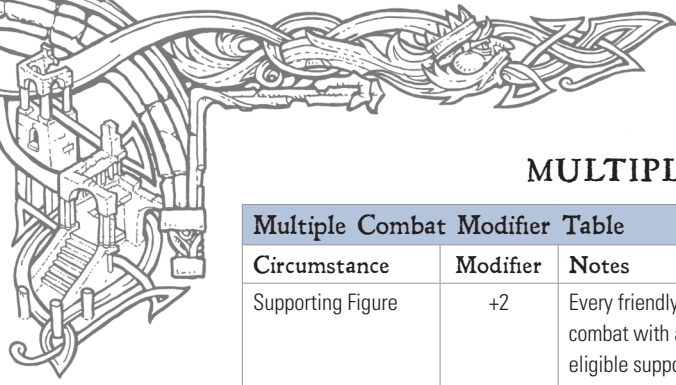 MULTIPL
Multiple Combat Modifier Table
Circumstance Modifier Notes
Supporting Figure +2 Every friendly
combat with a
eligible suppo